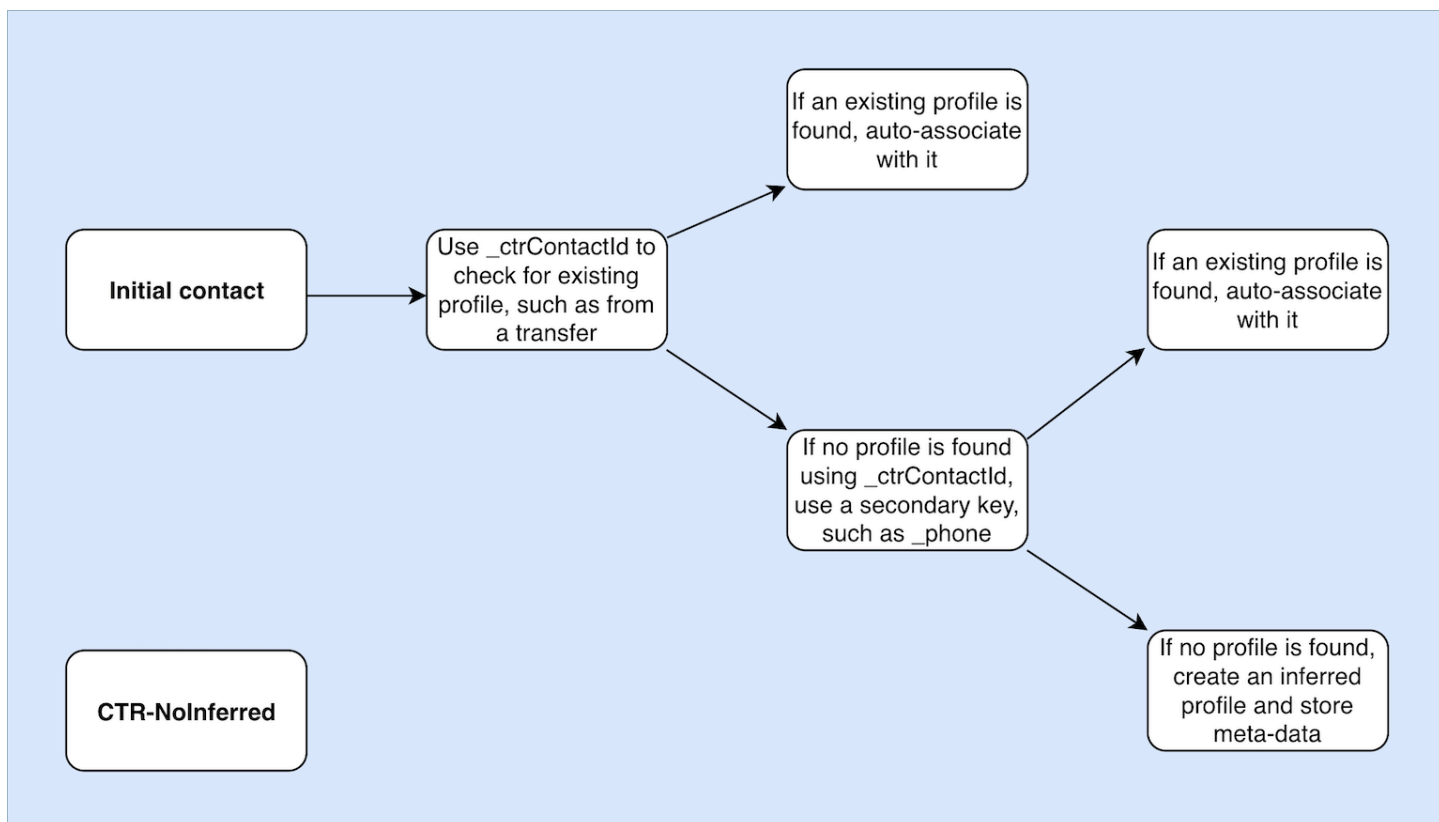 If an existing profile is
found, auto-associate
with it
Initial contact
Use _ctrContactId to
check for existing
profile, such as from
a transfer
If an existing profile is
found, auto-associate
with it
If no profile is found
using _ctrContactId,
use a secondary key,
such as _phone
If no profile is found,
create an inferred
profile and store
meta-data
CTR-NoInferred